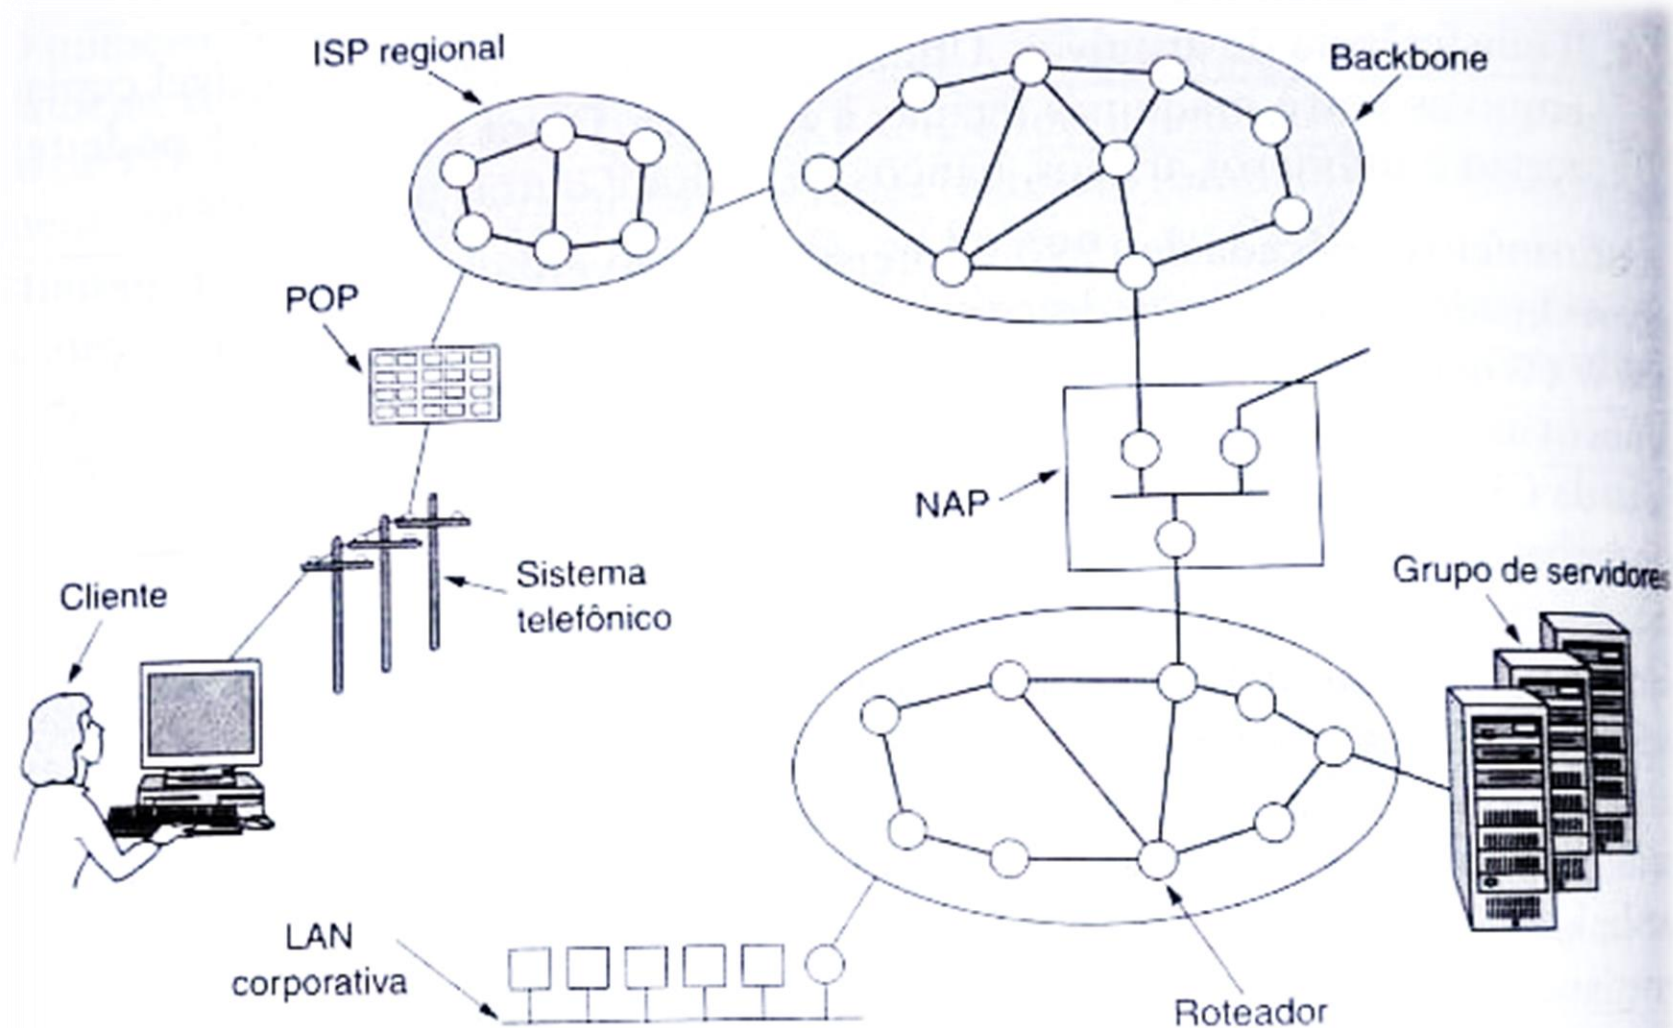 ISP regional
Backbone
POP
NAP
Sistema
telefônico
Grupo de servidores
Cliente
LAN
corporativa
Roteador